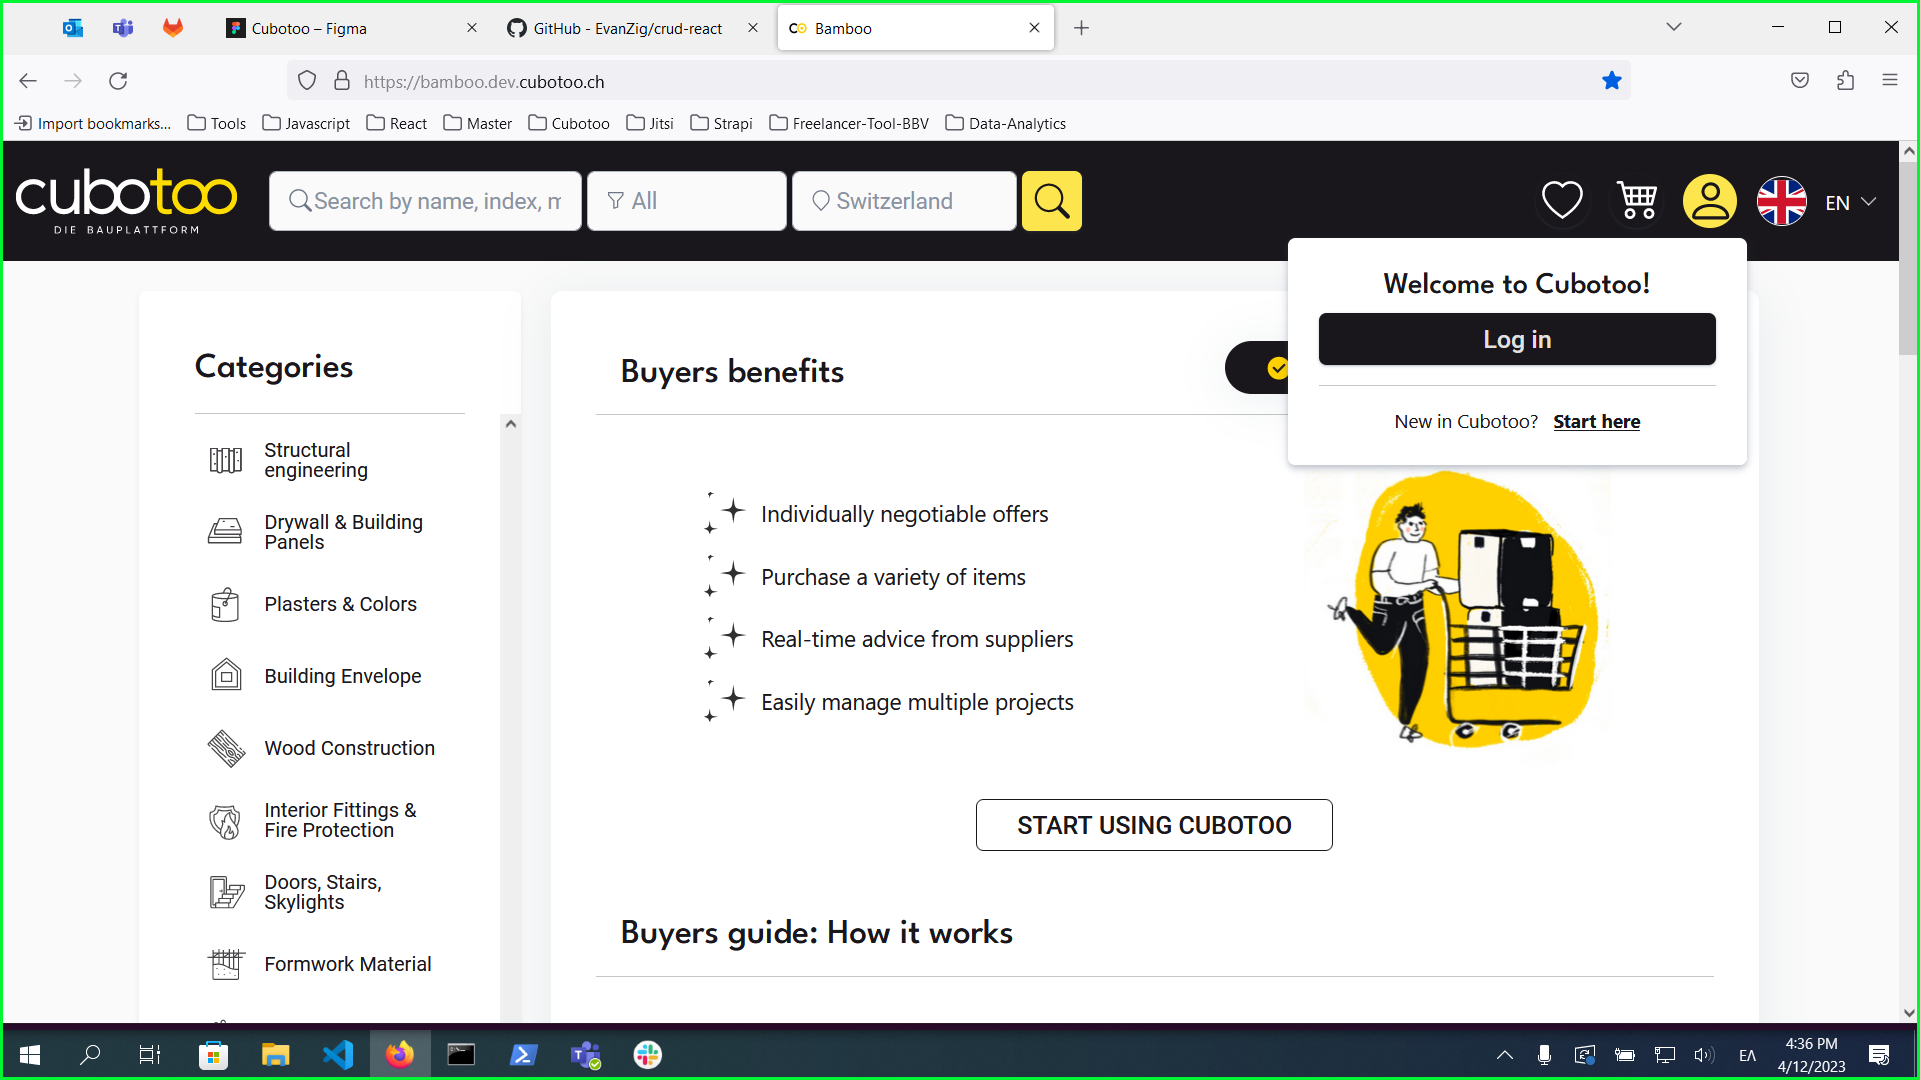 Cubotoo – Figma
GitHub - EvanZig/crud-react
Bamboo
https://bamboo.dev.cubotoo.ch
Import bookmarks...
Tools
Javascript
React
Master
Cubotoo
Jitsi
Strapi
Freelancer-Tool-BBV
Data-Analytics
cubotoo
DIE BAUPLATTFORM
Search by name, index, m
All
Switzerland
EN
Welcome to Cubotoo!
Log in
New in Cubotoo? Start here
Categories
Structural
engineering
Drywall & Building
Panels
Plasters & Colors
Building Envelope
Wood Construction
Interior Fittings &
Fire Protection
Doors, Stairs,
Skylights
Formwork Material
Buyers benefits
Individually negotiable offers
Purchase a variety of items
Real-time advice from suppliers
Easily manage multiple projects
START USING CUBOTOO
Buyers guide: How it works
ΕΛ
4:36 PM
4/12/2023